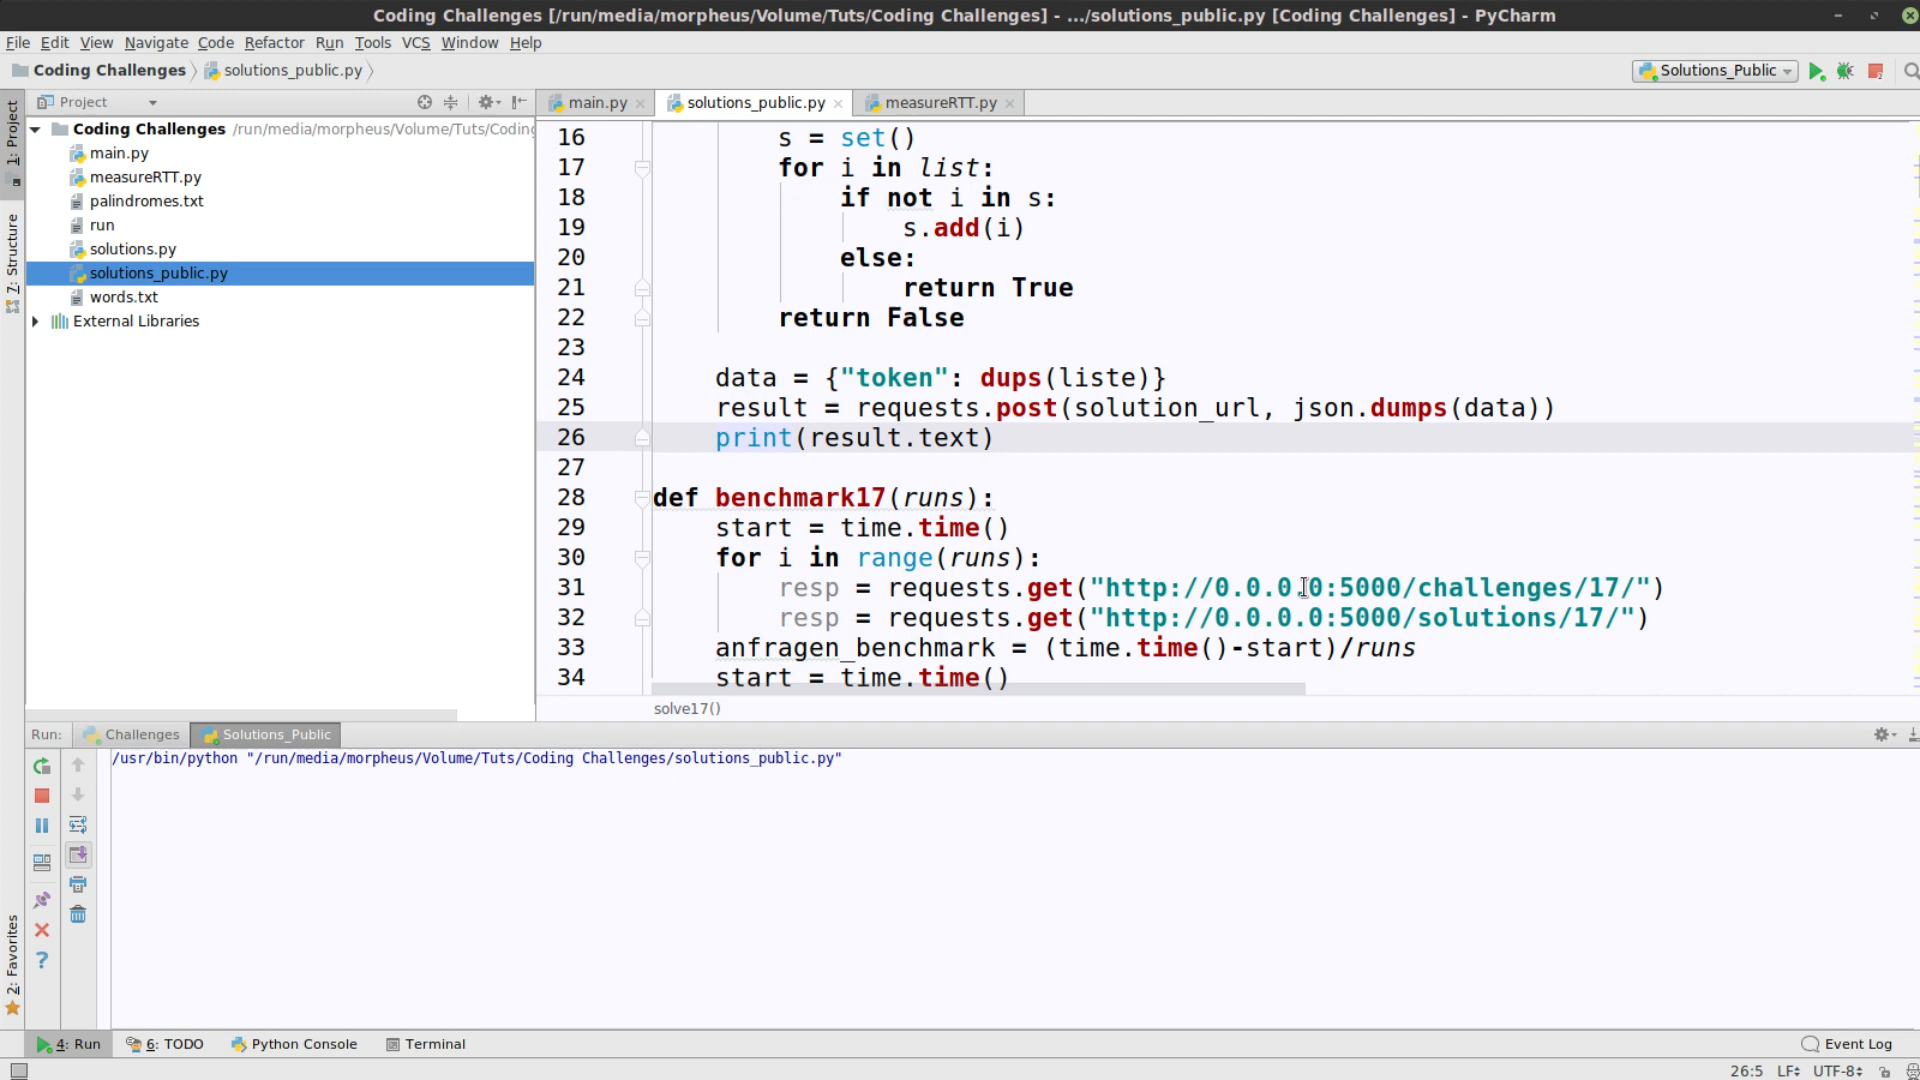 Coding Challenges [/run/media/morpheus/Volume/Tuts/Coding Challenges] - .../solutions_public.py [Coding Challenges] - PyCharm
File Edit View Navigate Code Refactor Run Tools VCS Window Help
Coding Challenges solutions_public.py Solutions_Public
1: Project
7: Structure
2: Favorites
Project
Coding Challenges /run/media/morpheus/Volume/Tuts/Coding
main.py
measureRTT.py
palindromes.txt
run
solutions.py
solutions_public.py
words.txt
External Libraries
main.py solutions_public.py measureRTT.py
16 s = set()
17 for i in list:
18 if not i in s:
19 s.add(i)
20 else:
21 return True
22 return False
23
24 data = {"token": dups(liste)}
25 result = requests.post(solution_url, json.dumps(data))
26 print(result.text)
27
28 def benchmark17(runs):
29 start = time.time()
30 for i in range(runs):
31 resp = requests.get("http://0.0.0.0:5000/challenges/17/")
32 resp = requests.get("http://0.0.0.0:5000/solutions/17/")
33 anfragen_benchmark = (time.time()-start)/runs
34 start = time.time()
solve17()
Run: Challenges Solutions_Public
/usr/bin/python "/run/media/morpheus/Volume/Tuts/Coding Challenges/solutions_public.py"
4: Run 6: TODO Python Console Terminal Event Log
26:5 LF UTF-8